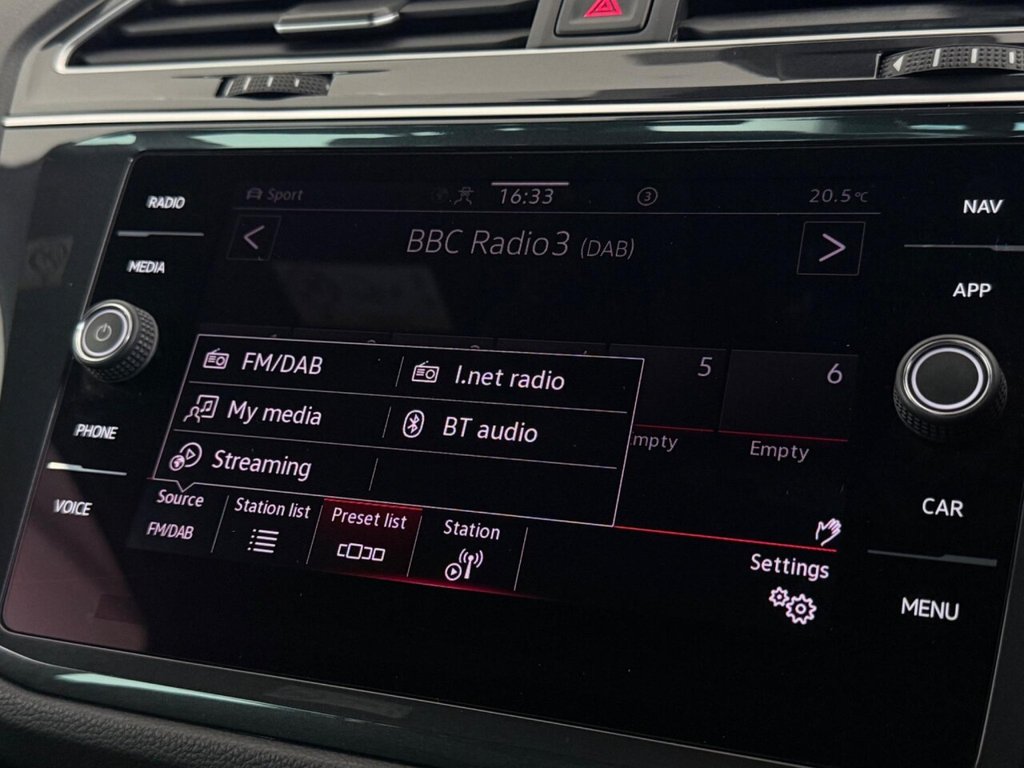 RADIO
Sport
16:33
3
20.5°C
NAV
BBC Radio3 (DAB)
MEDIA
APP
FM/DAB
I.net radio
5
6
My media
BT audio
PHONE
mpty
Empty
Streaming
VOICE
Source
FM/DAB
Station list
Preset list
Station
CAR
Settings
MENU